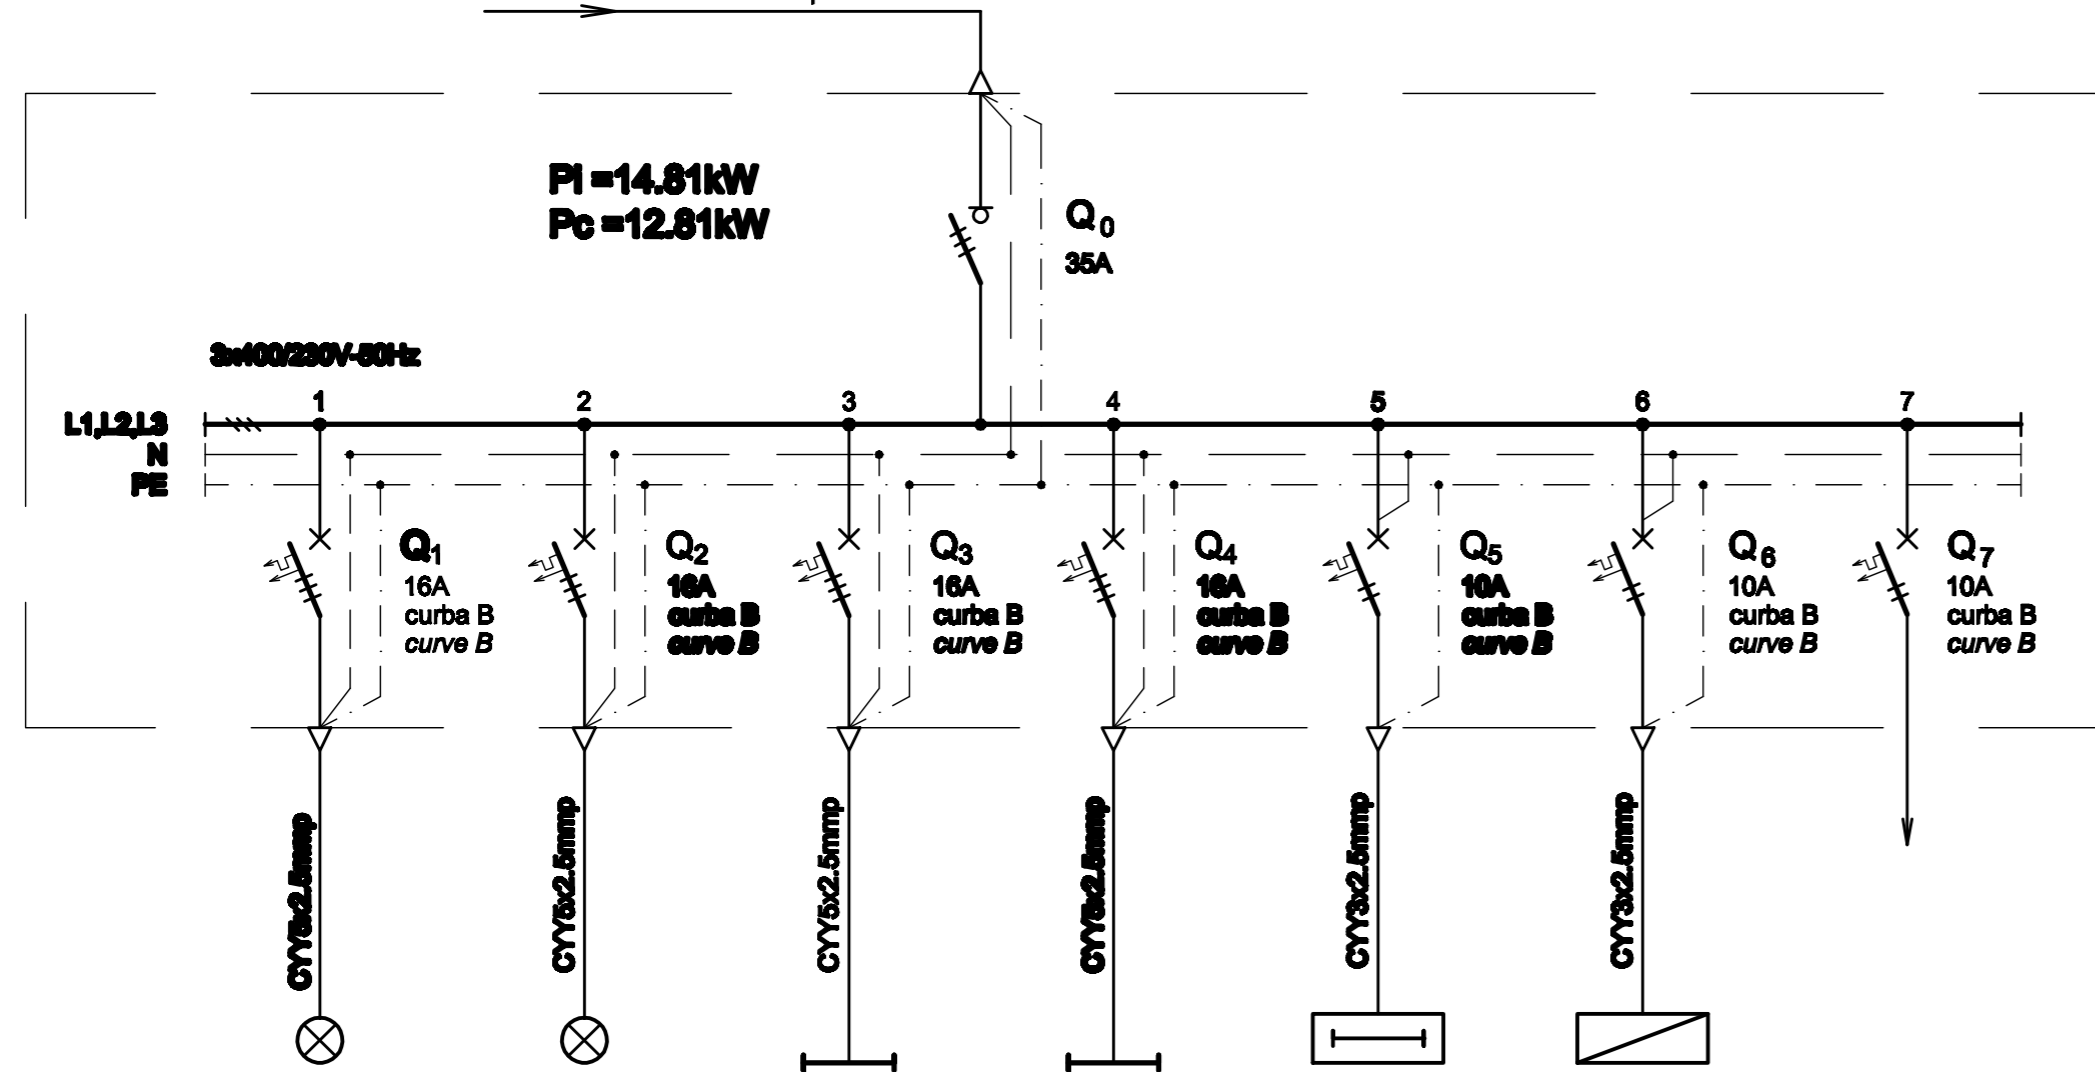 Pi =14.81kW
Pc =12.81kW
Q0
35A
3x400/230V-50Hz
1 2 3 4 5 6 7
L1,L2,L3
N
PE
Q1
16A
curba B
curve B
Q2
16A
curba B
curve B
Q3
16A
curba B
curve B
Q4
16A
curba B
curve B
Q5
10A
curba B
curve B
Q6
10A
curba B
curve B
Q7
10A
curba B
curve B
CYY5x2.5mmp
CYY5x2.5mmp
CYY5x2.5mmp
CYY5x2.5mmp
CYY3x2.5mmp
CYY3x2.5mmp